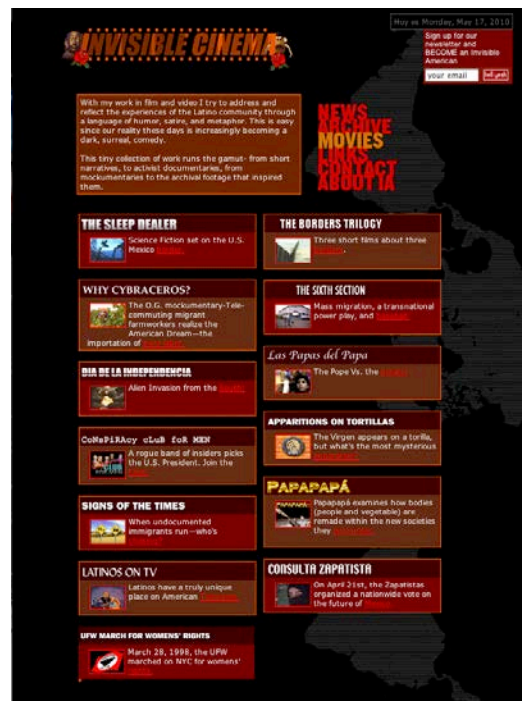 Hoy es Monday, May 17, 2010
INVISIBLE CINEMA
Sign up for our
newsletter and
BECOME an Invisible
American
your email
With my work in film and video I try to address and
reflect the experiences of the Latino community through
a language of humor, satire, and metaphor. This is easy
since our reality these days is increasingly becoming a
dark, surreal, comedy.
This tiny collection of work runs the gamut- from short
narratives, to activist documentaries, from
mockumentaries to the archival footage that inspired
them.
NEWS
ARCHIVE
MOVIES
LINKS
CONTACT
ABOUT IA
THE SLEEP DEALER
Science Fiction set on the U.S.
Mexico
WHY CYBRACEROS?
The O.G. mockumentary-Tele-
commuting migrant
farmworkers realize the
American Dream—the
importation of
DIA DE LA INDEPENDENCIA
Alien Invasion from the
CoNsPiRAcy cLuB foR MEN
A rogue band of insiders picks
the U.S. President. Join the
SIGNS OF THE TIMES
When undocumented
immigrants run—who's
LATINOS ON TV
Latinos have a truly unique
place on American
UFW MARCH FOR WOMENS' RIGHTS
March 28, 1998, the UFW
marched on NYC for womens'
THE BORDERS TRILOGY
Three short films about three
THE SIXTH SECTION
Mass migration, a transnational
power play, and
Las Papas del Papa
The Pope Vs. the
APPARITIONS ON TORTILLAS
The Virgen appears on a torilla,
but what's the most mysterious
PAPAPAPÁ
Papapapá examines how bodies
(people and vegetable) are
remade within the new societies
they
CONSULTA ZAPATISTA
On April 21st, the Zapatistas
organized a nationwide vote on
the future of